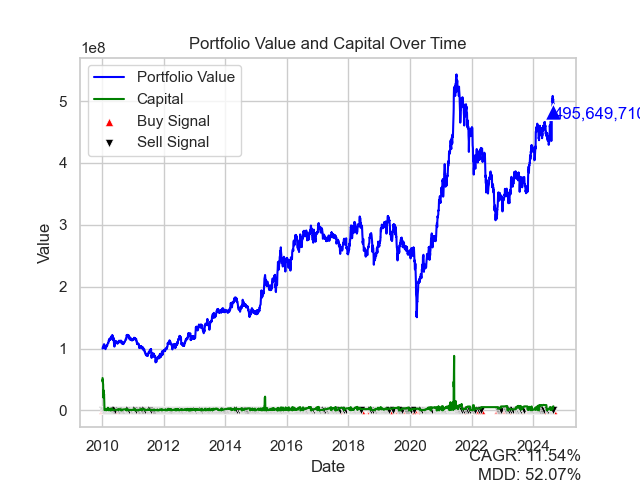 Portfolio Value and Capital Over Time
1e8
Portfolio Value
Capital
Buy Signal
Sell Signal
495,649,710
5
4
3
2
1
0
Value
2010 2012 2014 2016 2018 2020 2022 2024
Date
CAGR: 11.54%
MDD: 52.07%